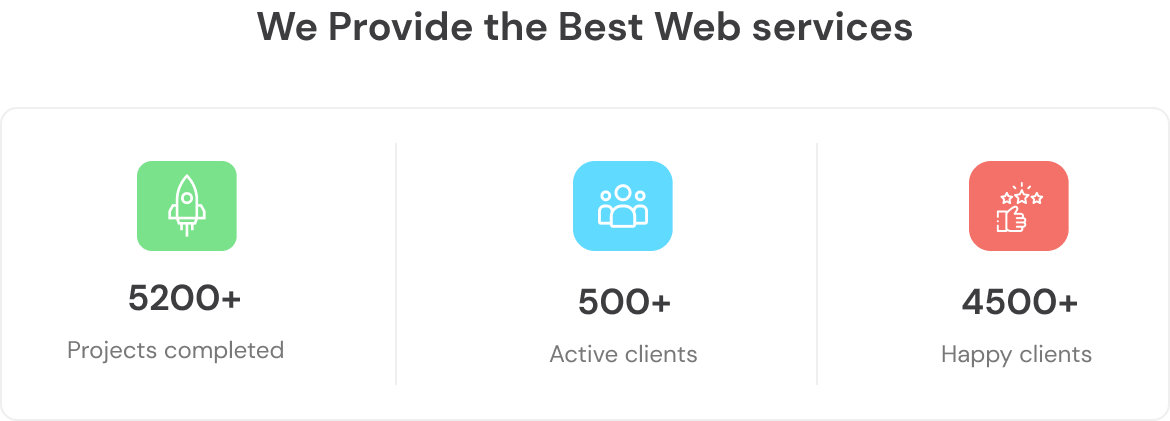 We Provide the Best Web services
5200+
Projects completed
500+
Active clients
4500+
Happy clients